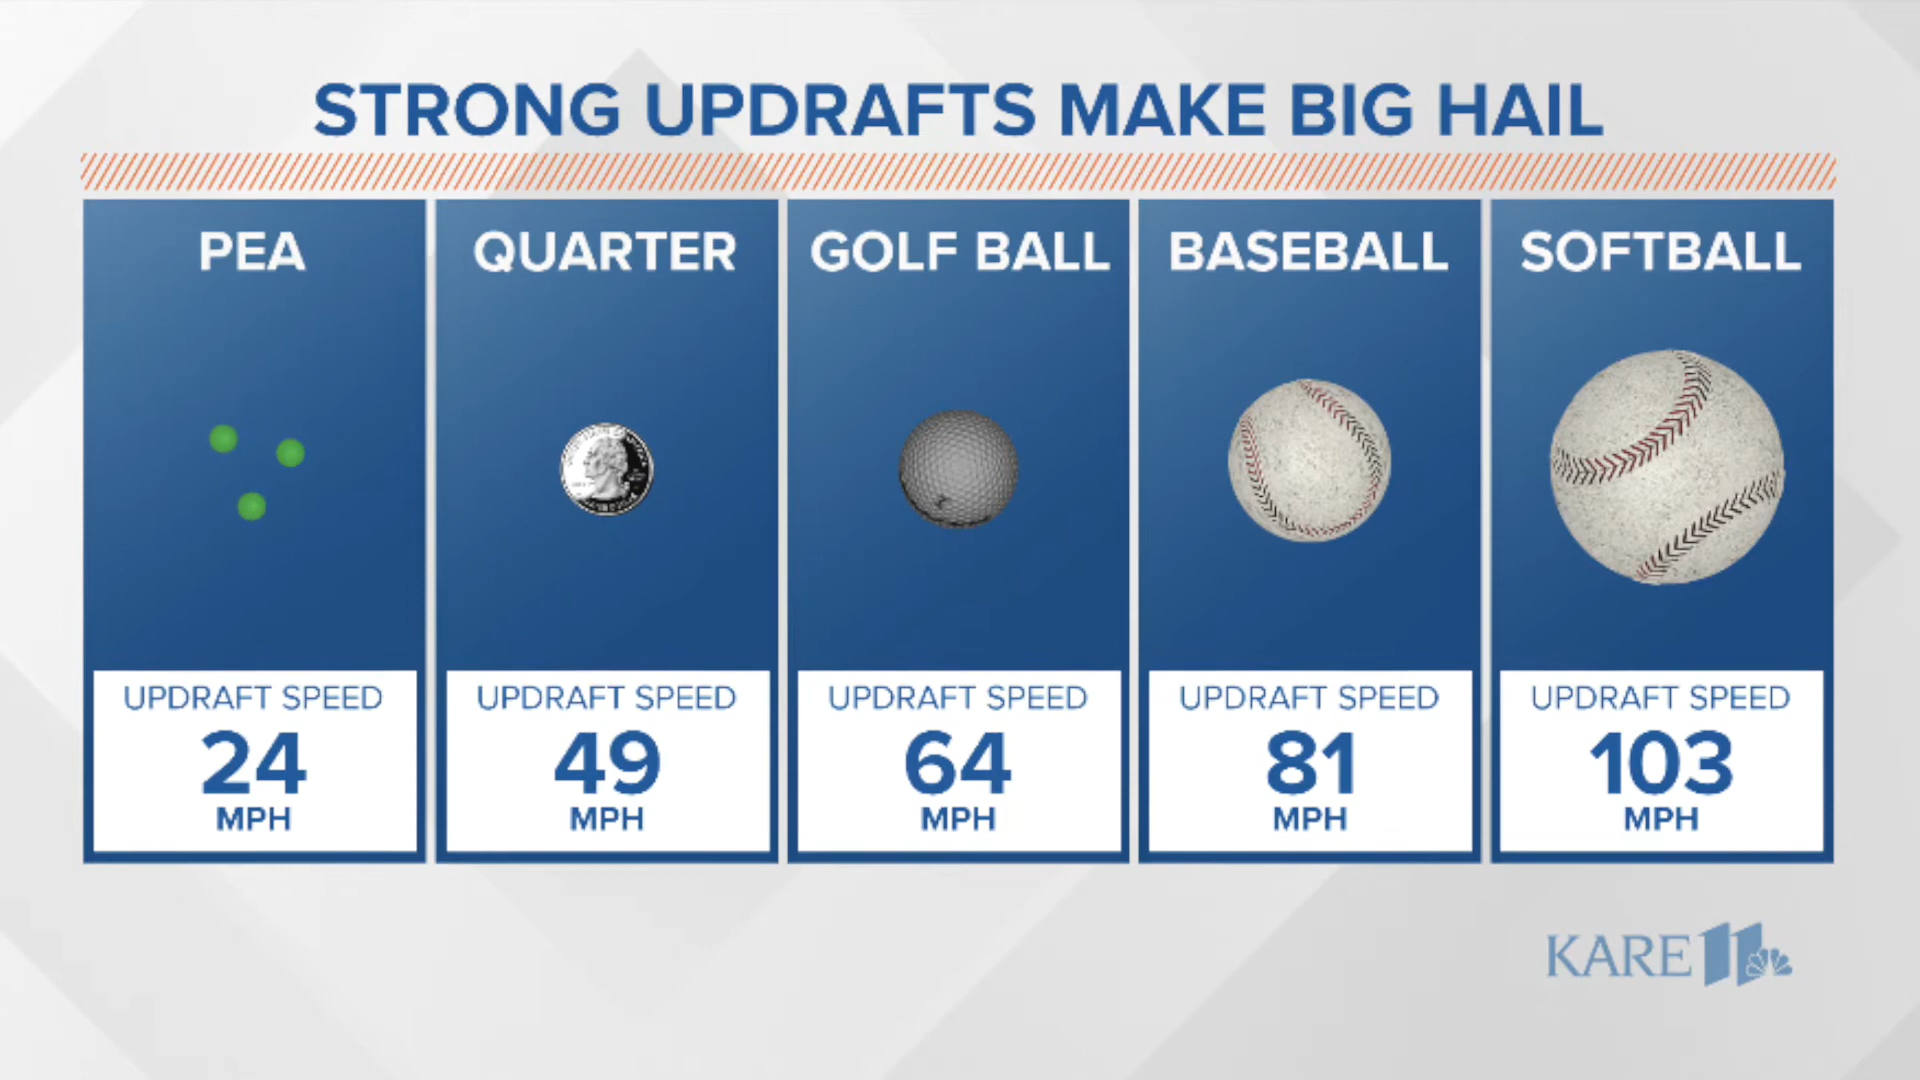 STRONG UPDRAFTS MAKE BIG HAIL
PEA
UPDRAFT SPEED
24
MPH
QUARTER
UPDRAFT SPEED
49
MPH
GOLF BALL
UPDRAFT SPEED
64
MPH
BASEBALL
UPDRAFT SPEED
81
MPH
SOFTBALL
UPDRAFT SPEED
103
MPH
KARE 11